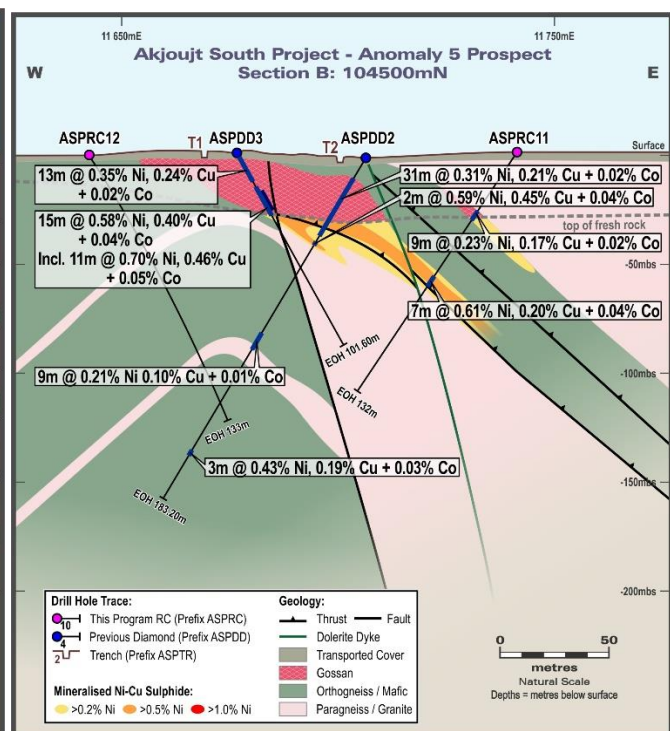 11 650
11 750
Akjoujt South Project - Anomaly 5 Prospect
Section B: 104500mN
W
E
ASPRC12
T1
ASPDD3
T2
ASPDD2
ASPRC11
Surface
13m @ 0.35% Ni, 0.24% Cu
+ 0.02% Co
31m @ 0.31% Ni, 0.21% Cu + 0.02% Co
2m @ 0.59% Ni, 0.45% Cu + 0.04% Co
15m @ 0.58% Ni, 0.40% Cu
+ 0.04% Co
Incl. 11m @ 0.70% Ni, 0.46% Cu
+ 0.05% Co
top of fresh rock
9m @ 0.23% Ni, 0.17% Cu + 0.02% Co
-50mbs
7m @ 0.61% Ni, 0.20% Cu + 0.04% Co
EOH 101.60m
-100mbs
9m @ 0.21% Ni 0.10% Cu + 0.01% Co
EOH 132m
EOH 133m
3m @ 0.43% Ni, 0.19% Cu + 0.03% Co
-150mbs
EOH 183.20m
-200mbs
Drill Hole Trace:
10 This Program RC (Prefix ASPRC)
4 Previous Diamond (Prefix ASPDD)
2 Trench (Prefix ASPTR)
Mineralised Ni-Cu Sulphide:
>0.2% Ni >0.5% Ni >1.0% Ni
Geology:
Thrust Fault
Dolerite Dyke
Transported Cover
Gossan
Orthogneiss / Mafic
Paragneiss / Granite
0 50
metres
Natural Scale
Depths = metres below surface